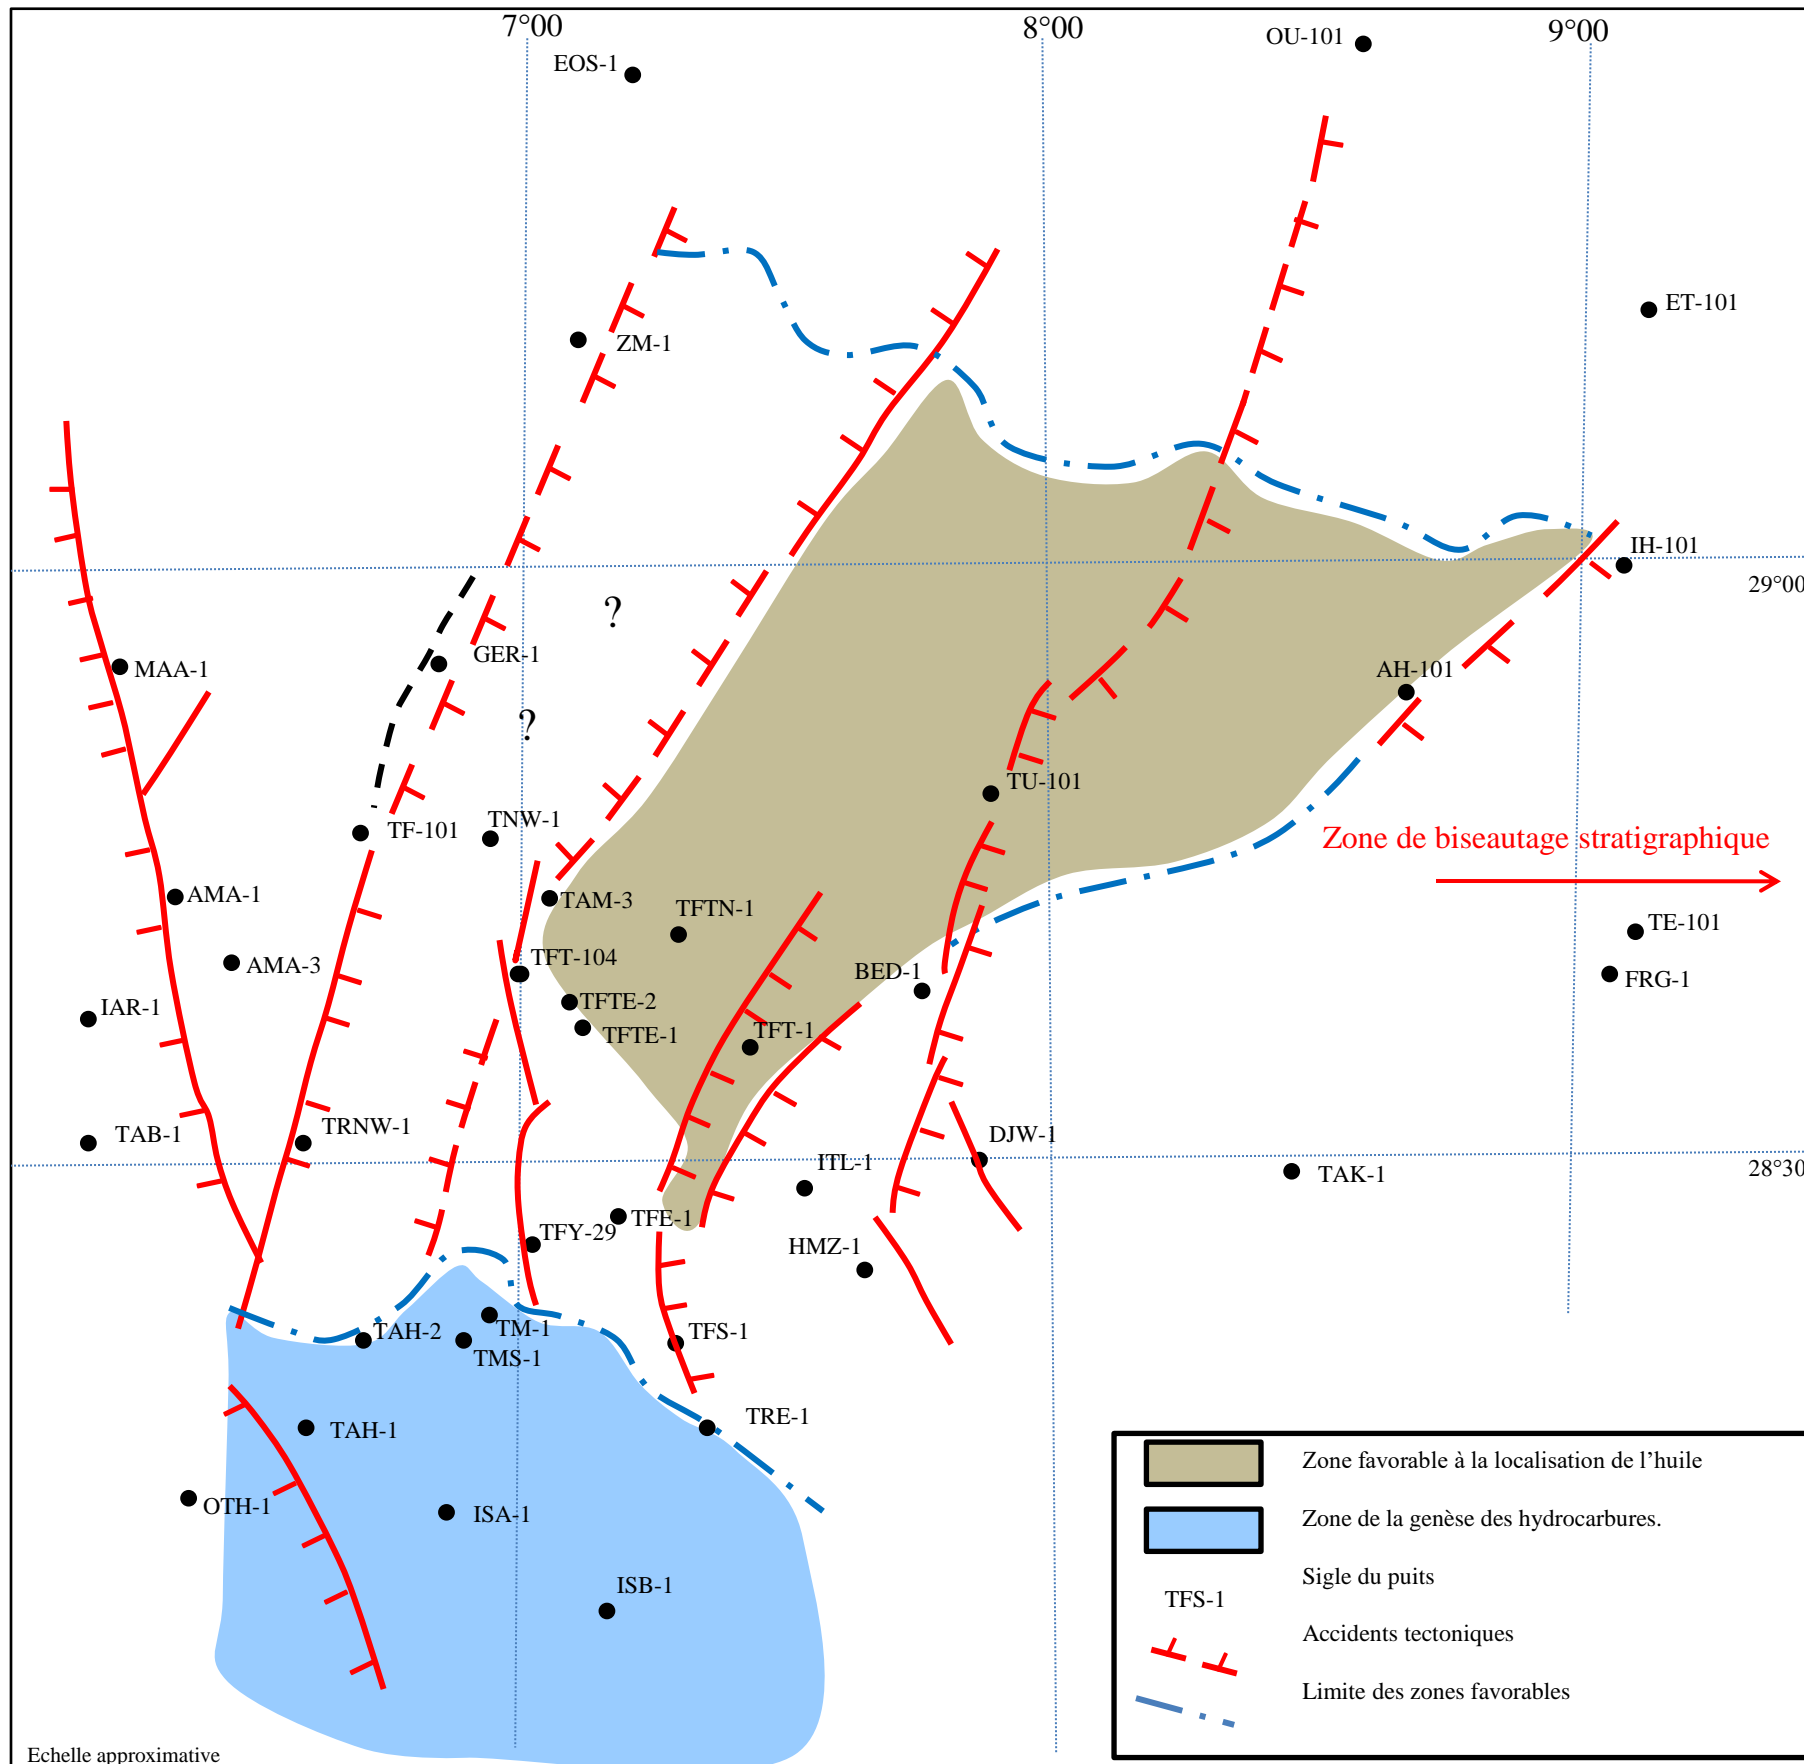 7°00
8°00
9°00
OU-101
EOS-1
ET-101
ZM-1
IH-101
29°00
?
GER-1
MAA-1
AH-101
?
TU-101
TF-101
TNW-1
Zone de biseautage stratigraphique
AMA-1
TAM-3
TFTN-1
TE-101
AMA-3
TFT-104
BED-1
FRG-1
IAR-1
TFTE-2
TFTE-1
TFT-1
TAB-1
TRNW-1
DJW-1
ITL-1
TAK-1
28°30
TFE-1
TFY-29
HMZ-1
TAH-2
TM-1
TFS-1
TMS-1
TRE-1
TAH-1
OTH-1
ISA-1
ISB-1
Zone favorable à la localisation de l’huile
Zone de la genèse des hydrocarbures.
Sigle du puits
TFS-1
Accidents tectoniques
Limite des zones favorables
Echelle approximative